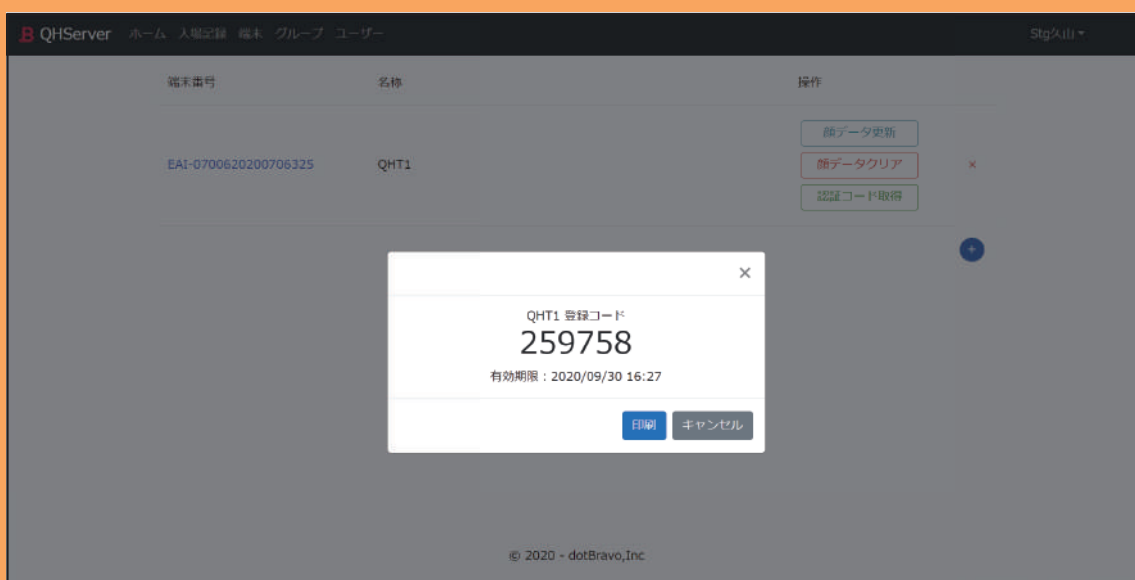 B QHServer ホーム 入場記録 端末 グループ ユーザー Stg久山
端末番号 名称 操作
顔データ更新
EAI-0700620200706325 QHT1 顔データクリア ×
認証コード取得
+
×
QHT1 登録コード
259758
有効期限：2020/09/30 16:27
印刷 キャンセル
© 2020 - dotBravo,Inc